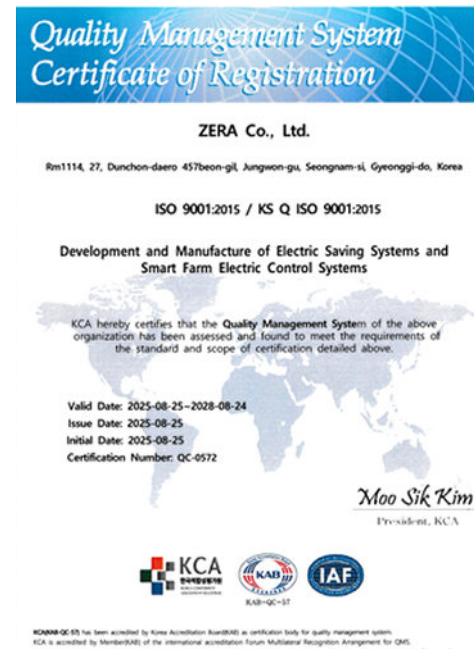 Quality Management System
Certificate of Registration
ZERA Co., Ltd.
Rm1114, 27, Dunchon-daero 457beon-gil, Jungwon-gu, Seongnam-si, Gyeonggi-do, Korea
ISO 9001:2015 / KS Q ISO 9001:2015
Development and Manufacture of Electric Saving Systems and
Smart Farm Electric Control Systems
KCA hereby certifies that the Quality Management System of the above
organization has been assessed and found to meet the requirements of
the standard and scope of certification detailed above.
Valid Date: 2025-08-25~2028-08-24
Issue Date: 2025-08-25
Initial Date: 2025-08-25
Certification Number: QC-0572
Moo Sik Kim
President, KCA
KCA
KAB
IAF
KAB-QC-57
KCA(KAB-QC-57) has been accredited by Korea Accreditation Board(KAB) as certification body for quality management system.
KCA is accredited by Member(KAB) of the international accreditation Forum Multilateral Recognition Arrangement for QMS.